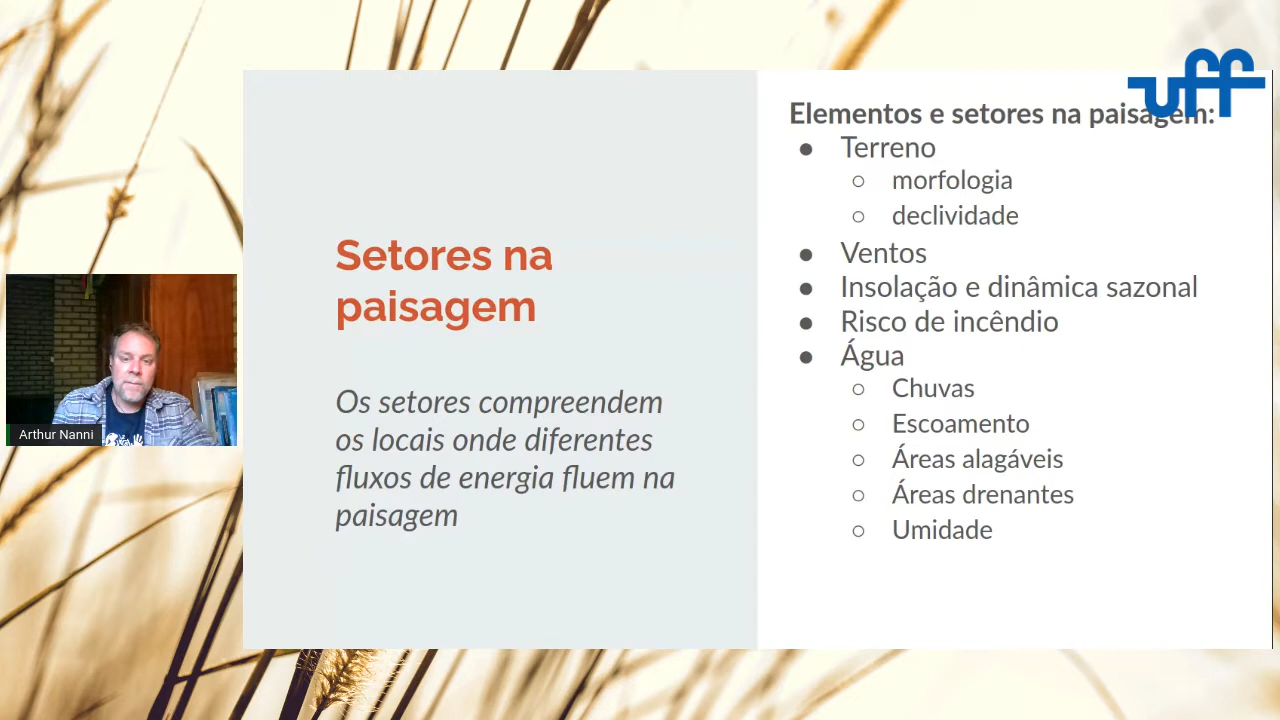 uff
Elementos e setores na paisagem:
Terreno
morfologia
declividade
Ventos
Insolação e dinâmica sazonal
Risco de incêndio
Água
Chuvas
Escoamento
Áreas alagáveis
Áreas drenantes
Umidade
Setores na
paisagem
Os setores compreendem
os locais onde diferentes
fluxos de energia fluem na
paisagem
Arthur Nanni